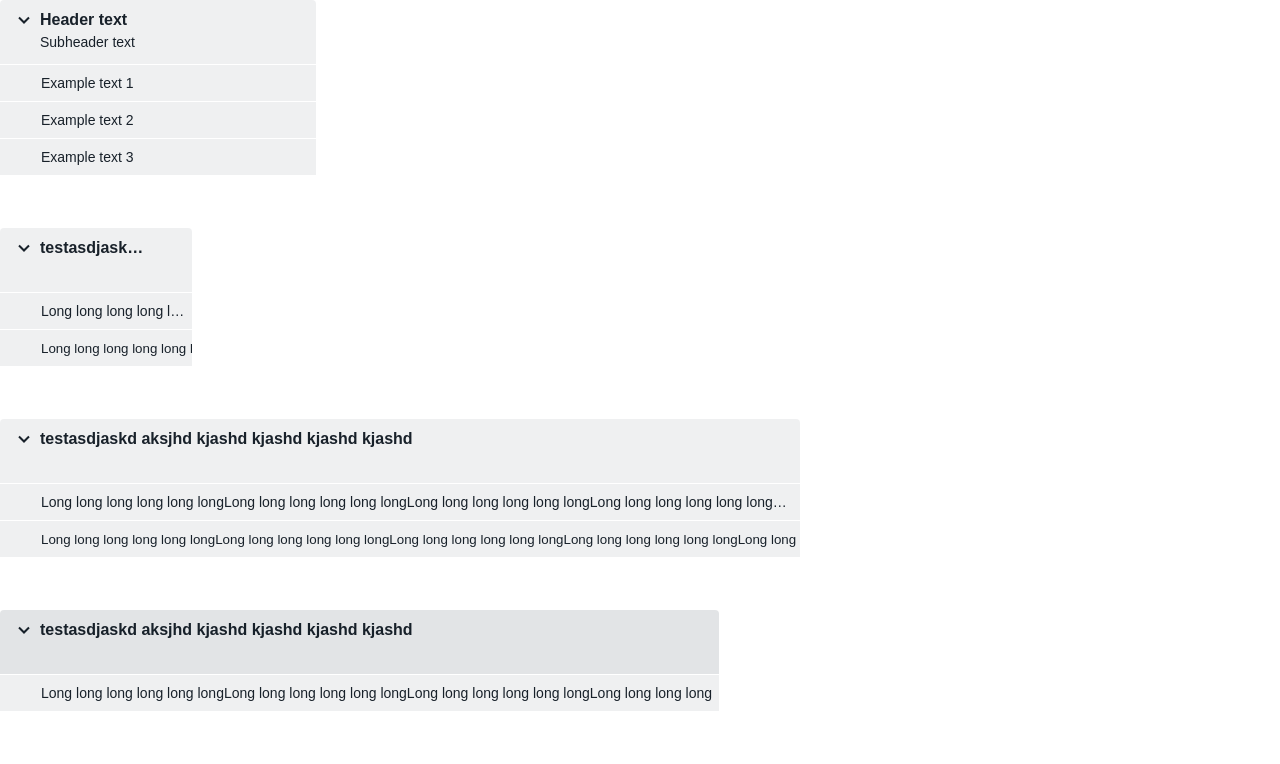 Header text
Subheader text
Example text 1
Example text 2
Example text 3
testasdjask…
Long long long long l…
Long long long long long l
testasdjaskd aksjhd kjashd kjashd kjashd kjashd
Long long long long long longLong long long long long longLong long long long long longLong long long long long long…
Long long long long long longLong long long long long longLong long long long long longLong long long long long longLong long
testasdjaskd aksjhd kjashd kjashd kjashd kjashd
Long long long long long longLong long long long long longLong long long long long longLong long long long